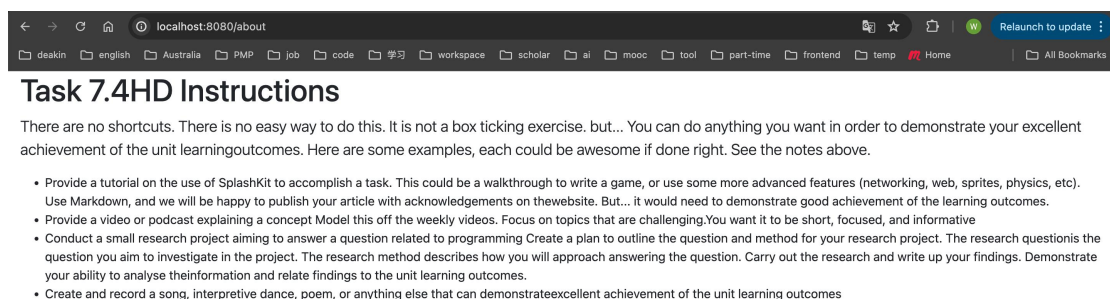 localhost:8080/about
W
Relaunch to update
deakin english Australia PMP job code 学习 workspace scholar ai mooc tool part-time frontend temp Home All Bookmarks
Task 7.4HD Instructions
There are no shortcuts. There is no easy way to do this. It is not a box ticking exercise. but... You can do anything you want in order to demonstrate your excellent
achievement of the unit learningoutcomes. Here are some examples, each could be awesome if done right. See the notes above.
• Provide a tutorial on the use of SplashKit to accomplish a task. This could be a walkthrough to write a game, or use some more advanced features (networking, web, sprites, physics, etc).
Use Markdown, and we will be happy to publish your article with acknowledgements on thewebsite. But... it would need to demonstrate good achievement of the learning outcomes.
• Provide a video or podcast explaining a concept Model this off the weekly videos. Focus on topics that are challenging.You want it to be short, focused, and informative
• Conduct a small research project aiming to answer a question related to programming Create a plan to outline the question and method for your research project. The research questionis the
question you aim to investigate in the project. The research method describes how you will approach answering the question. Carry out the research and write up your findings. Demonstrate
your ability to analyse theinformation and relate findings to the unit learning outcomes.
• Create and record a song, interpretive dance, poem, or anything else that can demonstrateexcellent achievement of the unit learning outcomes